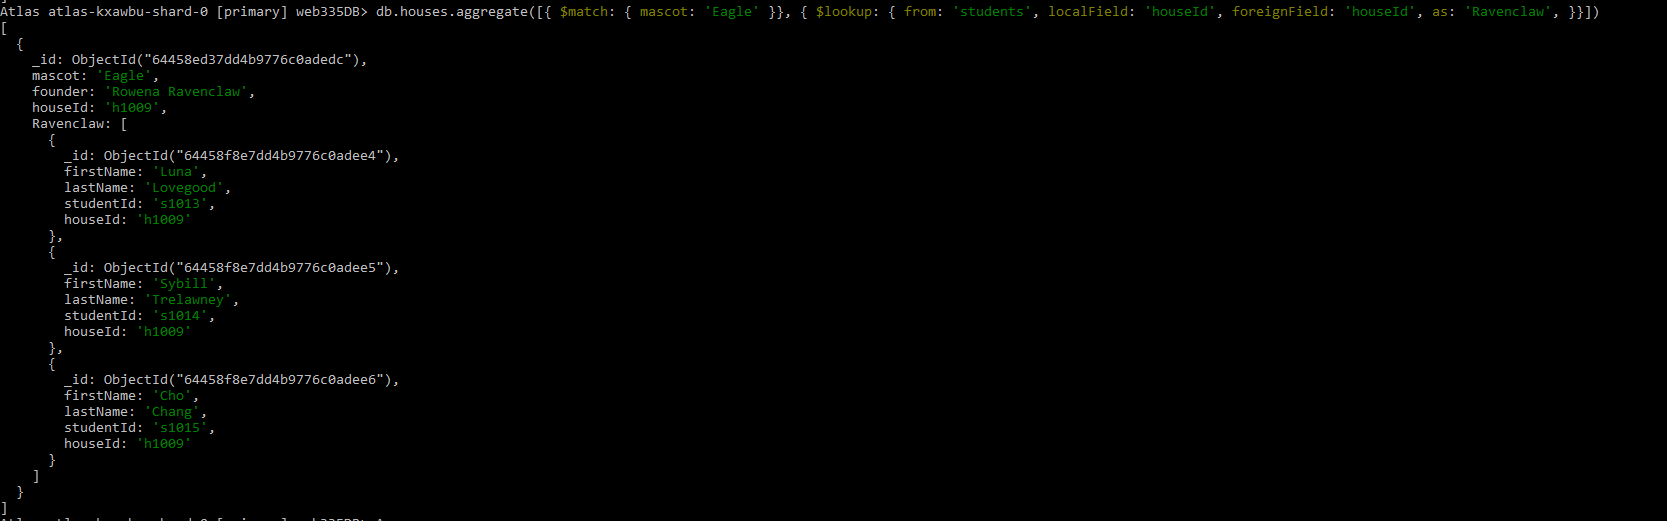 Atlas atlas-kxawbu-shard-0 [primary] web335DB> db.houses.aggregate([{ $match: { mascot: 'Eagle' }}, { $lookup: { from: 'students', localField: 'houseId', foreignField: 'houseId', as: 'Ravenclaw', }}])
[
  {
    _id: ObjectId("64458ed37dd4b9776c0adedc"),
    mascot: 'Eagle',
    founder: 'Rowena Ravenclaw',
    houseId: 'h1009',
    Ravenclaw: [
      {
        _id: ObjectId("64458f8e7dd4b9776c0adee4"),
        firstName: 'Luna',
        lastName: 'Lovegood',
        studentId: 's1013',
        houseId: 'h1009'
      },
      {
        _id: ObjectId("64458f8e7dd4b9776c0adee5"),
        firstName: 'Sybill',
        lastName: 'Trelawney',
        studentId: 's1014',
        houseId: 'h1009'
      },
      {
        _id: ObjectId("64458f8e7dd4b9776c0adee6"),
        firstName: 'Cho',
        lastName: 'Chang',
        studentId: 's1015',
        houseId: 'h1009'
      }
    ]
  }
]